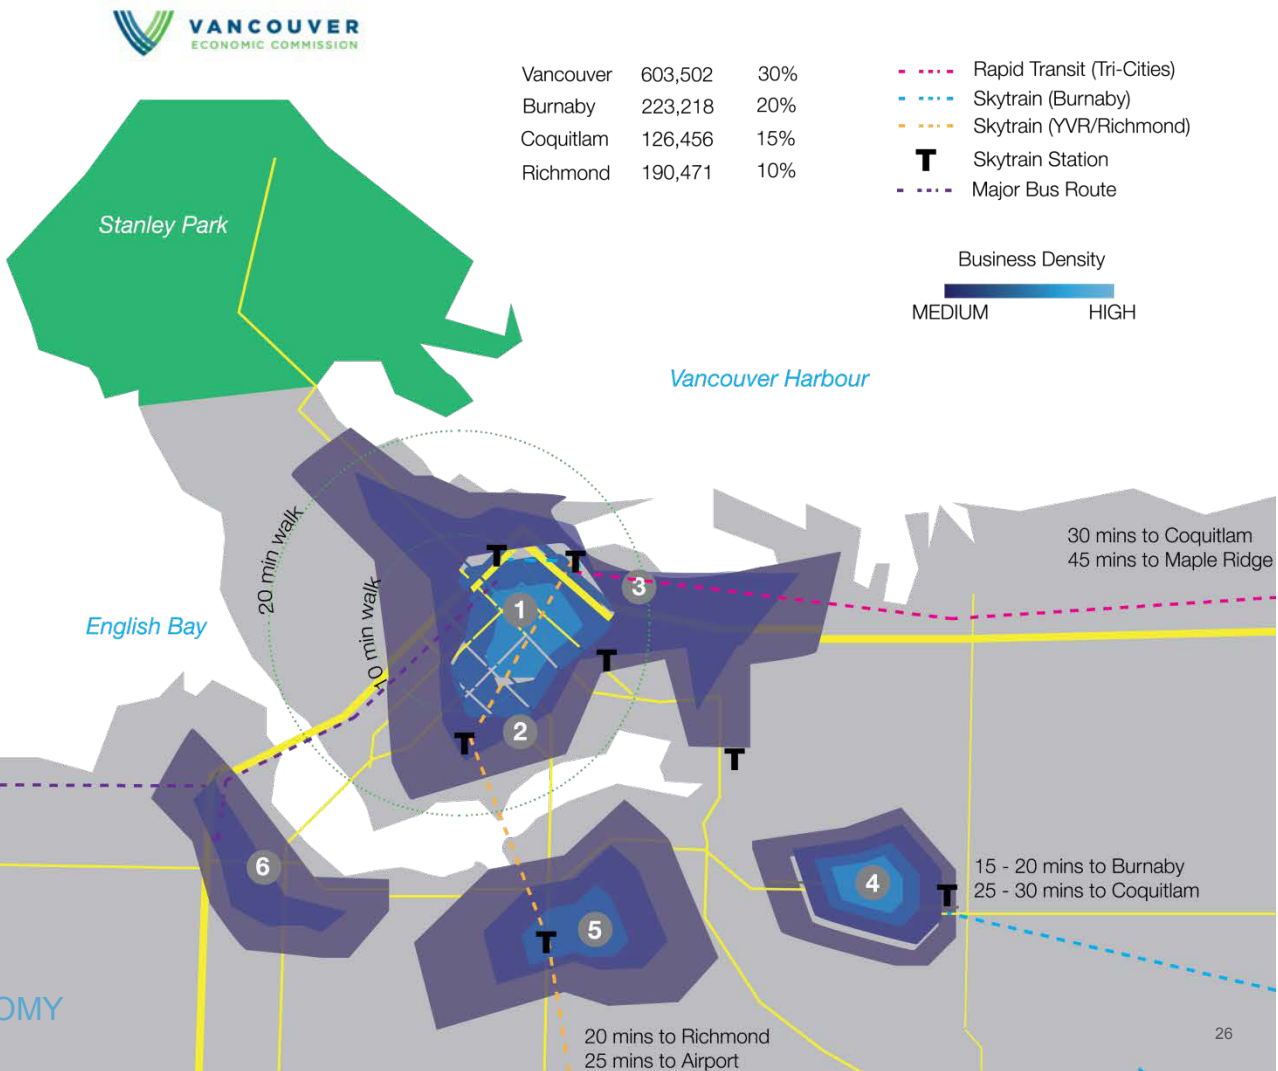 VANCOUVER
ECONOMIC COMMISSION
Vancouver 603,502 30%
Burnaby 223,218 20%
Coquitlam 126,456 15%
Richmond 190,471 10%
Rapid Transit (Tri-Cities)
Skytrain (Burnaby)
Skytrain (YVR/Richmond)
T Skytrain Station
Major Bus Route
Business Density
MEDIUM HIGH
Stanley Park
Vancouver Harbour
English Bay
20 min walk
10 min walk
30 mins to Coquitlam
45 mins to Maple Ridge
T
T
3
1
T
2
T
T
6
4
T
15 - 20 mins to Burnaby
25 - 30 mins to Coquitlam
5
T
OMY
20 mins to Richmond
25 mins to Airport
26